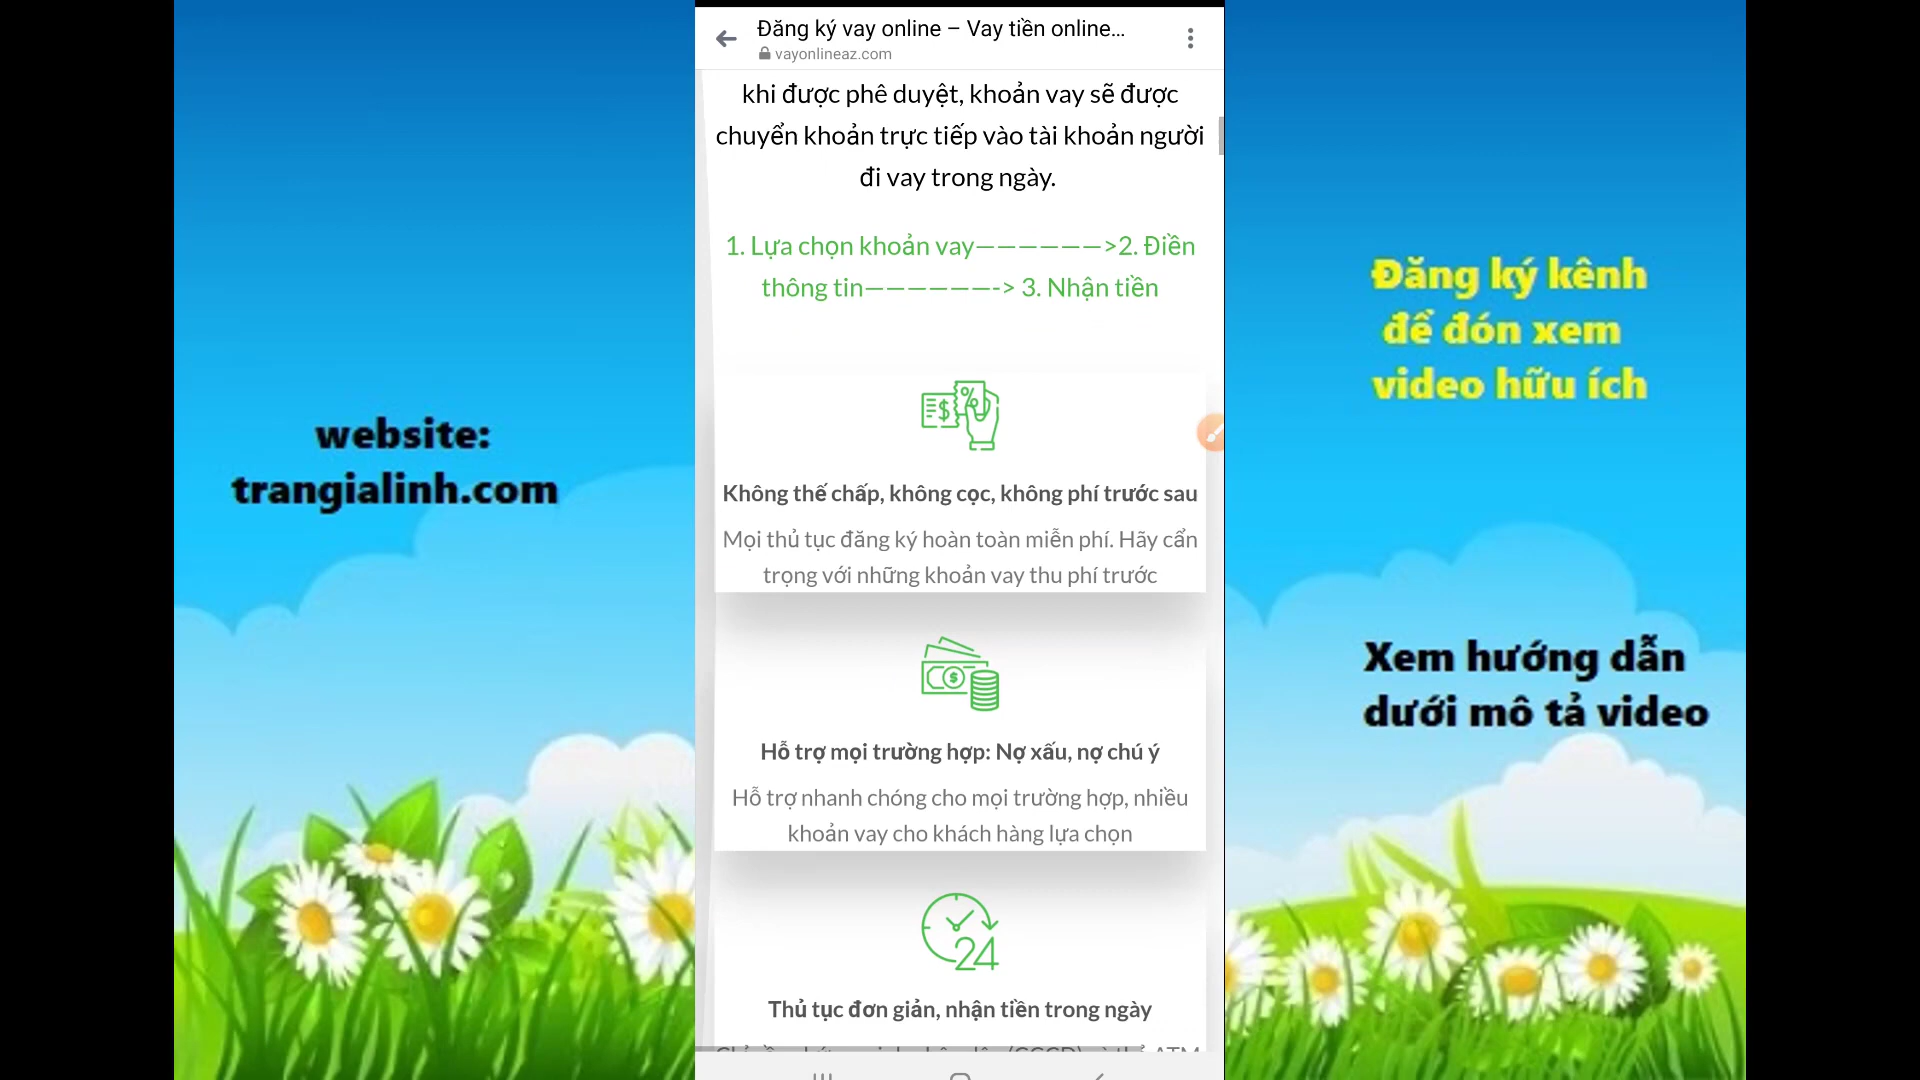 website:
trangialinh.com
Đăng ký vay online – Vay tiền online...
vayonlineaz.com
khi được phê duyệt, khoản vay sẽ được
chuyển khoản trực tiếp vào tài khoản người
đi vay trong ngày.
1. Lựa chọn khoản vay——————>2. Điền
thông tin——————-> 3. Nhận tiền
Không thế chấp, không cọc, không phí trước sau
Mọi thủ tục đăng ký hoàn toàn miễn phí. Hãy cẩn
trọng với những khoản vay thu phí trước
Hỗ trợ mọi trường hợp: Nợ xấu, nợ chú ý
Hỗ trợ nhanh chóng cho mọi trường hợp, nhiều
khoản vay cho khách hàng lựa chọn
24
Thủ tục đơn giản, nhận tiền trong ngày
Đăng ký kênh
để đón xem
video hữu ích
Xem hướng dẫn
dưới mô tả video